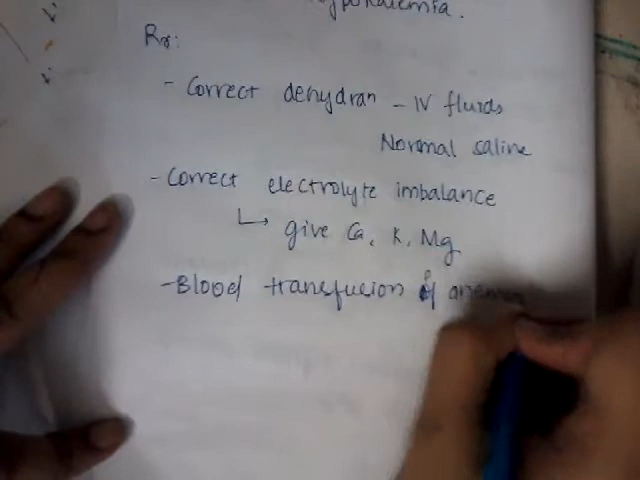 Rx:
- Correct dehydran - IV fluids
Normal saline
- Correct electrolyte imbalance
↳ give Ca, K, Mg
- Blood transfusion if